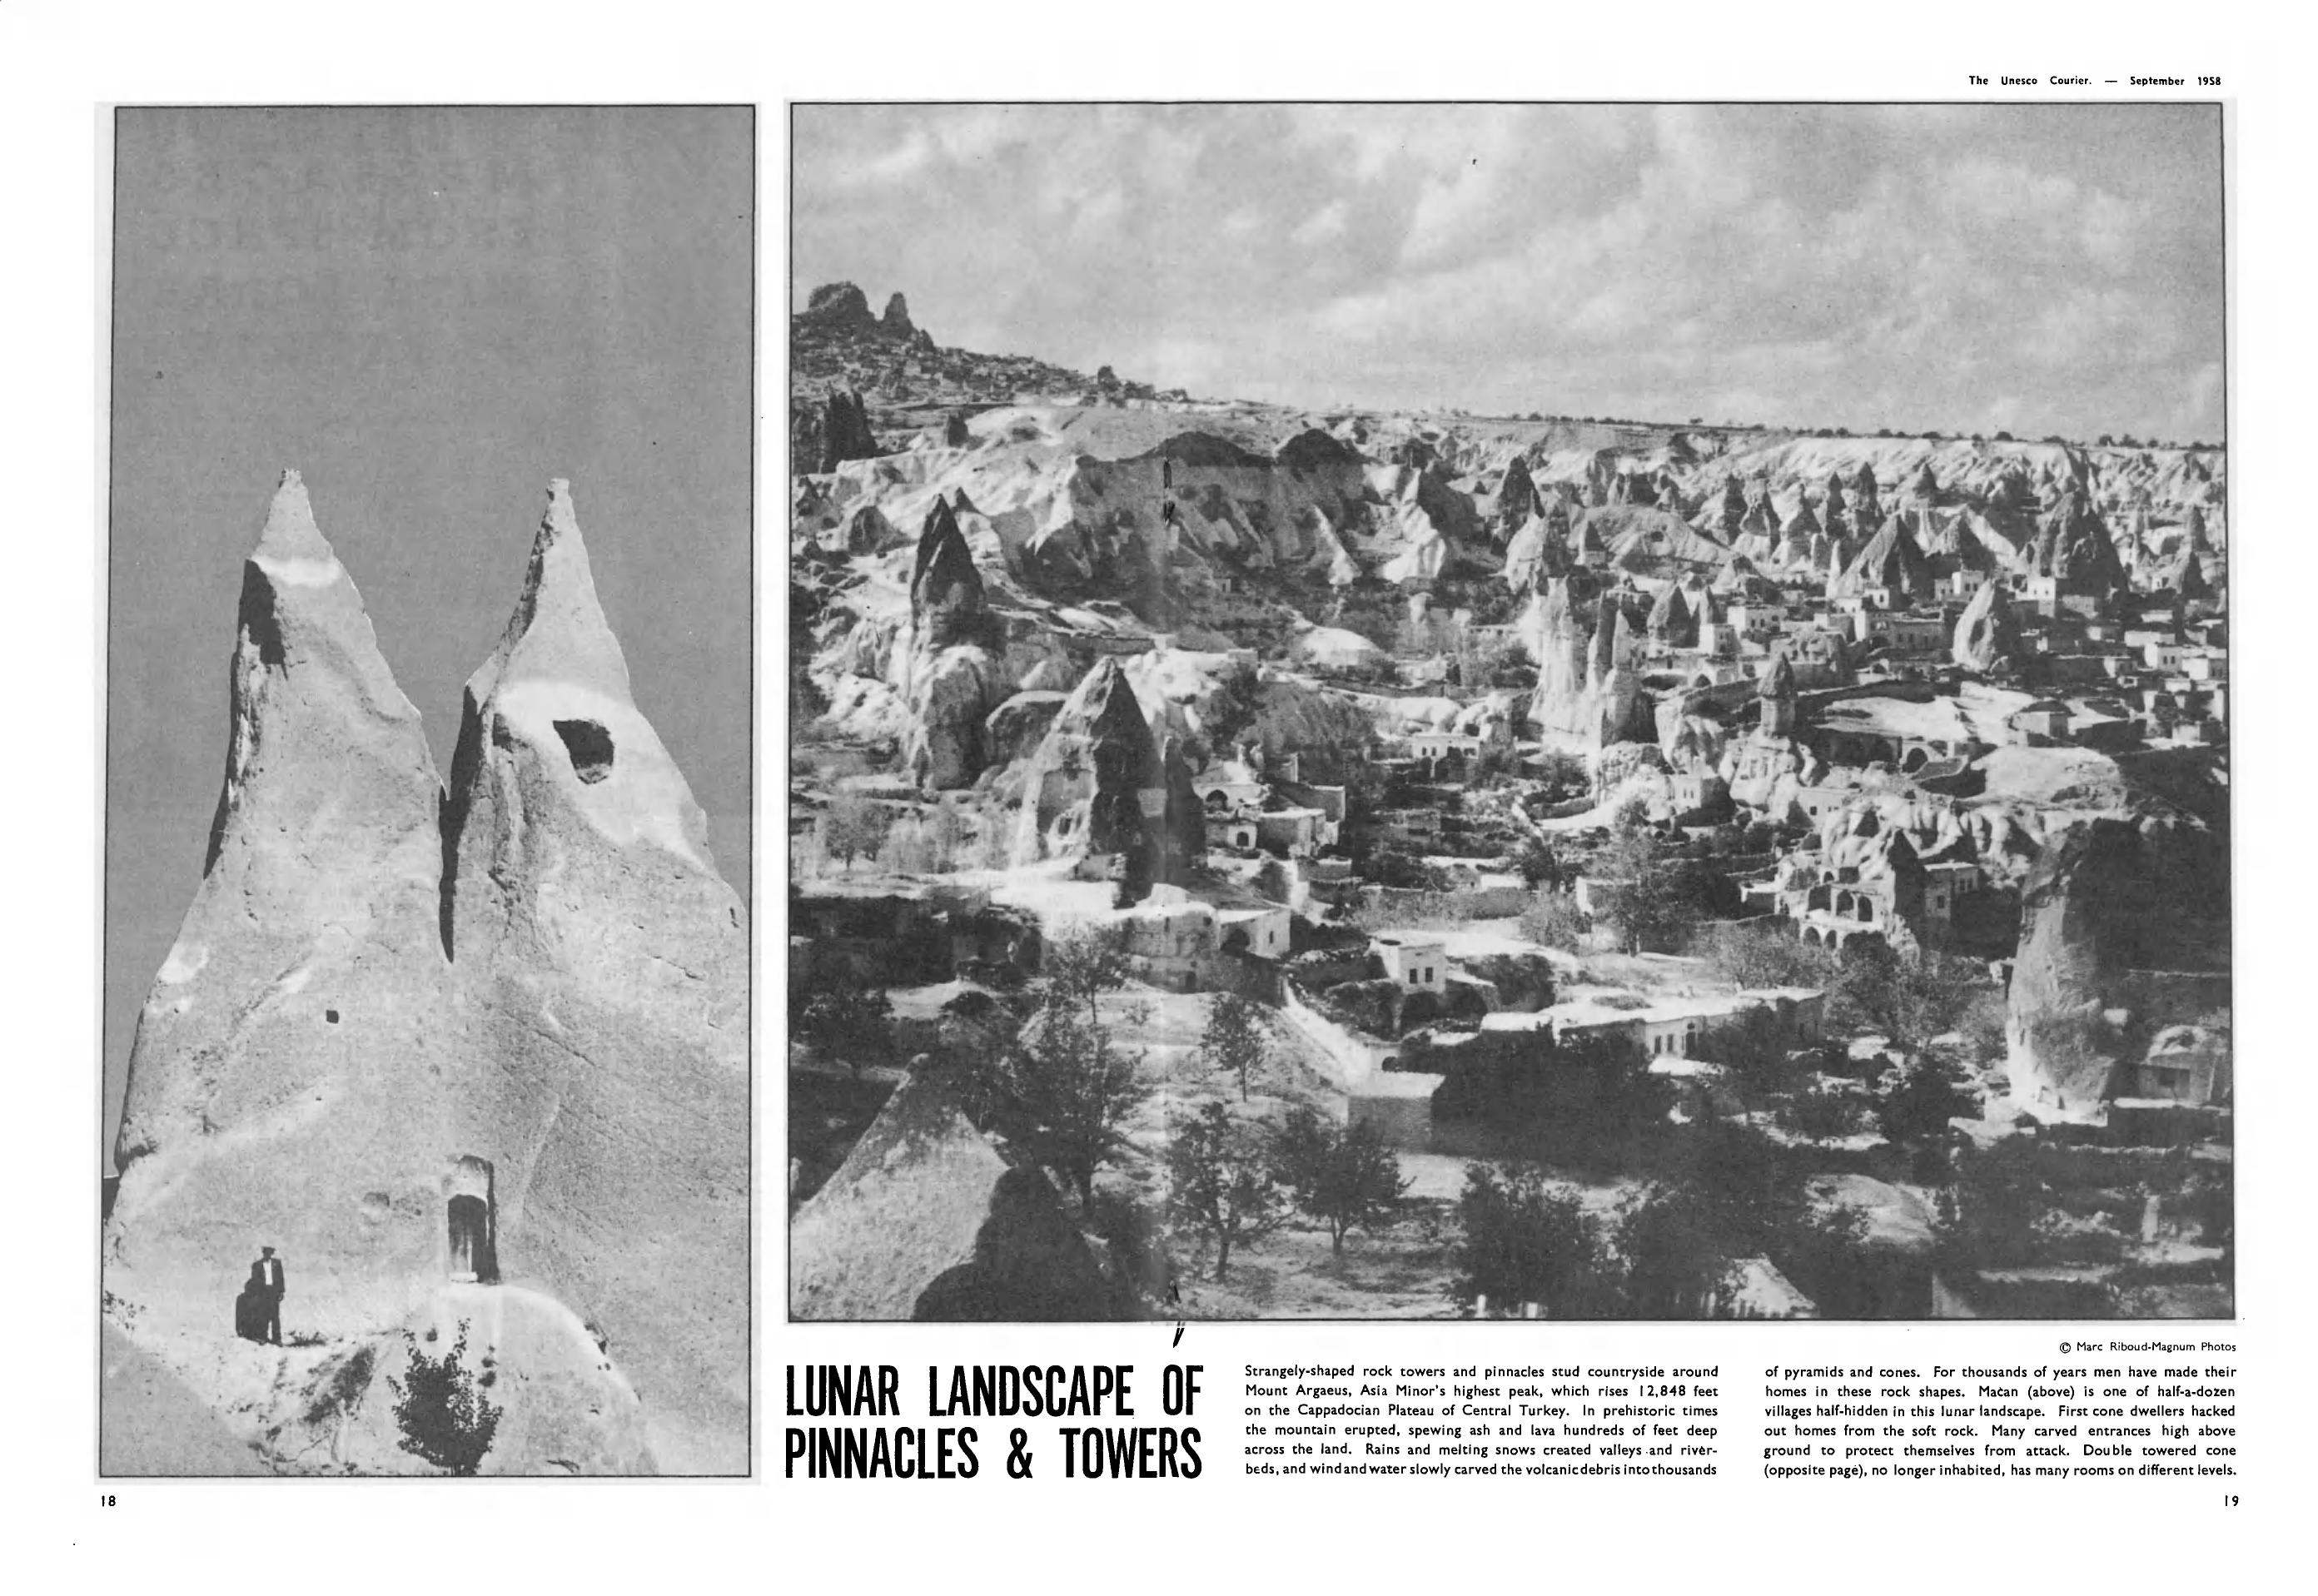 The Unesco Courier. — September 1958
© Marc Riboud-Magnum Photos
LUNAR LANDSCAPE OF
PINNACLES & TOWERS
Strangely-shaped rock towers and pinnacles stud countryside around
Mount Argaeus, Asia Minor's highest peak, which rises 12,848 feet
on the Cappadocian Plateau of Central Turkey. In prehistoric times
the mountain erupted, spewing ash and lava hundreds of feet deep
across the land. Rains and melting snows created valleys and river-
beds, and wind and water slowly carved the volcanic debris into thousands
of pyramids and cones. For thousands of years men have made their
homes in these rock shapes. Matan (above) is one of half-a-dozen
villages half-hidden in this lunar landscape. First cone dwellers hacked
out homes from the soft rock. Many carved entrances high above
ground to protect themselves from attack. Double towered cone
(opposite page), no longer inhabited, has many rooms on different levels.
18
19